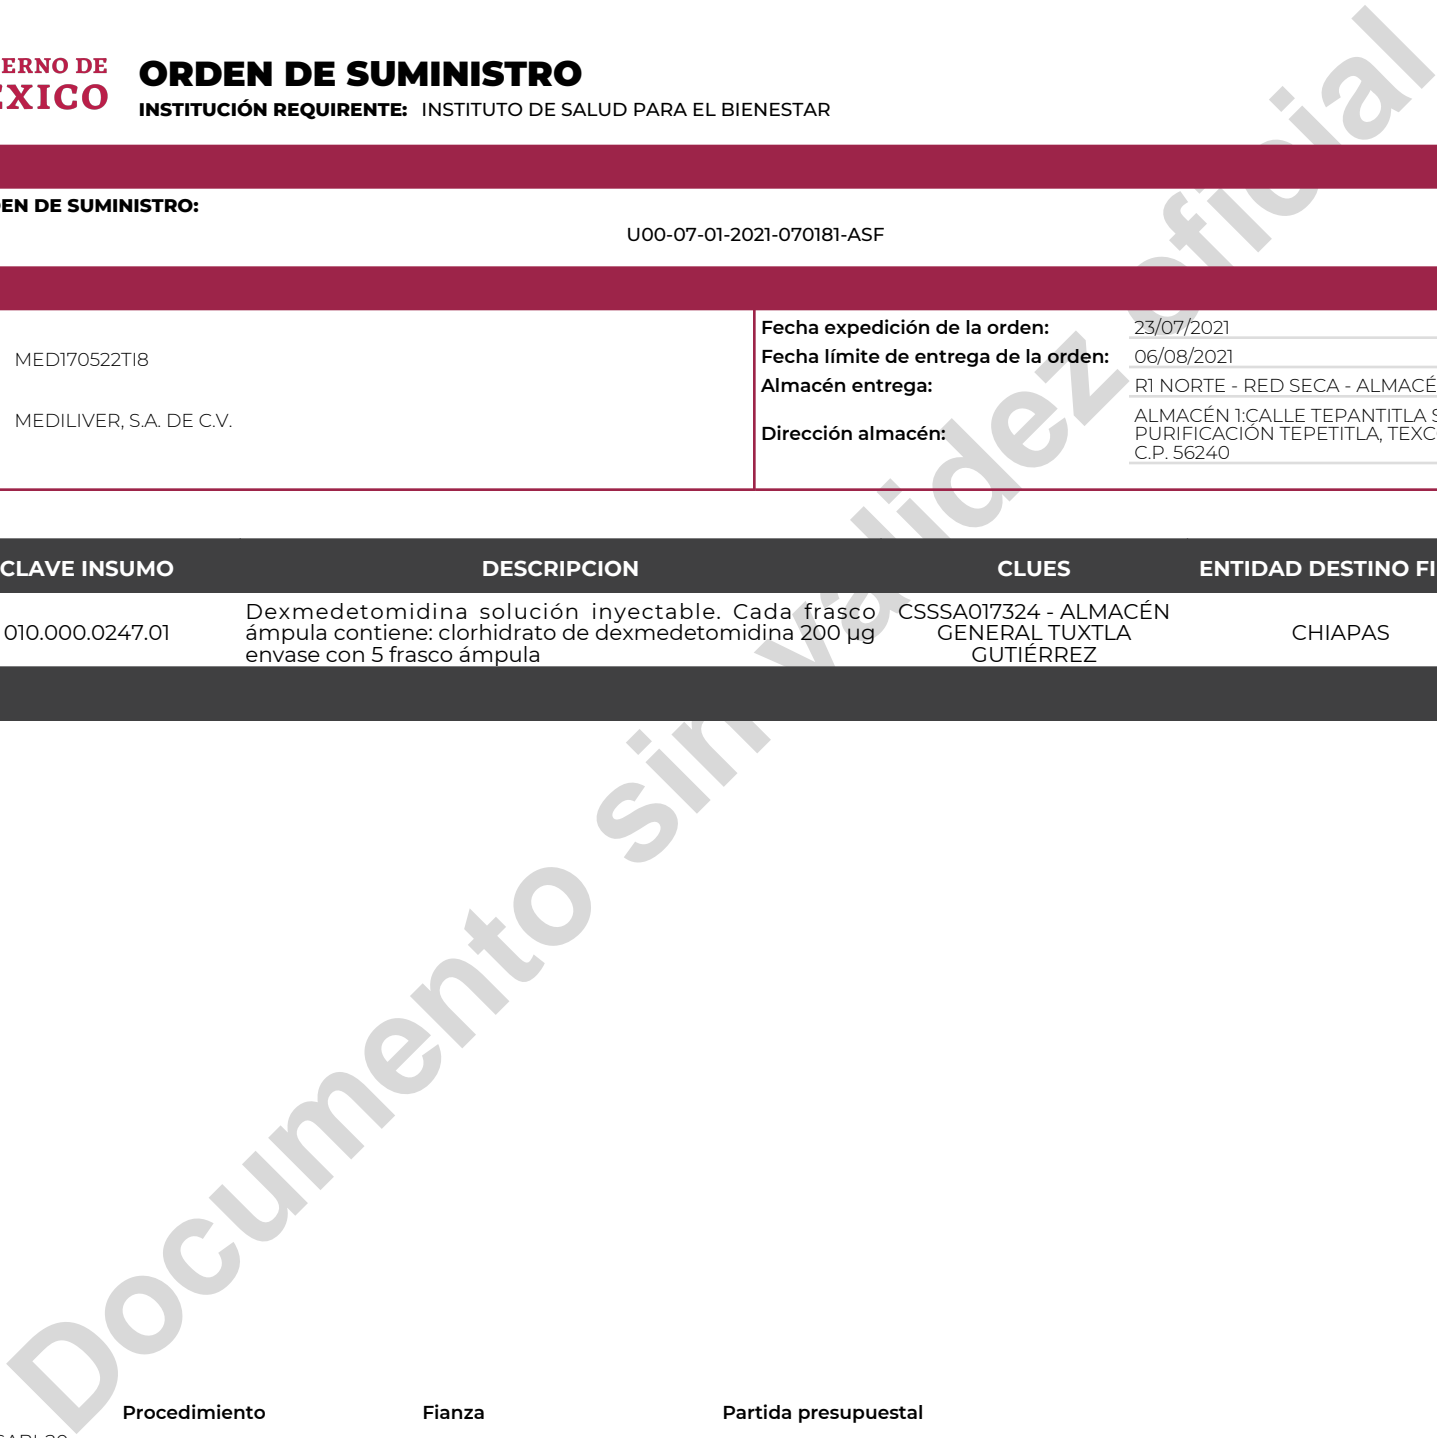 ERNO DE
ÉXICO
ORDEN DE SUMINISTRO
INSTITUCIÓN REQUIRENTE: INSTITUTO DE SALUD PARA EL BIENESTAR
EN DE SUMINISTRO:
U00-07-01-2021-070181-ASF
MED170522TI8
MEDILIVER, S.A. DE C.V.
Fecha expedición de la orden: 23/07/2021
Fecha límite de entrega de la orden: 06/08/2021
Almacén entrega: R1 NORTE - RED SECA - ALMACÉ
Dirección almacén: ALMACÉN 1:CALLE TEPANTITLA S
PURIFICACIÓN TEPETITLA, TEXC
C.P. 56240
CLAVE INSUMO DESCRIPCION CLUES ENTIDAD DESTINO FI
010.000.0247.01
Dexmedetomidina solución inyectable. Cada frasco
ámpula contiene: clorhidrato de dexmedetomidina 200 µg
envase con 5 frasco ámpula
CSSSA017324 - ALMACÉN
GENERAL TUXTLA
GUTIÉRREZ
CHIAPAS
Documento sin validez oficial
Procedimiento Fianza Partida presupuestal